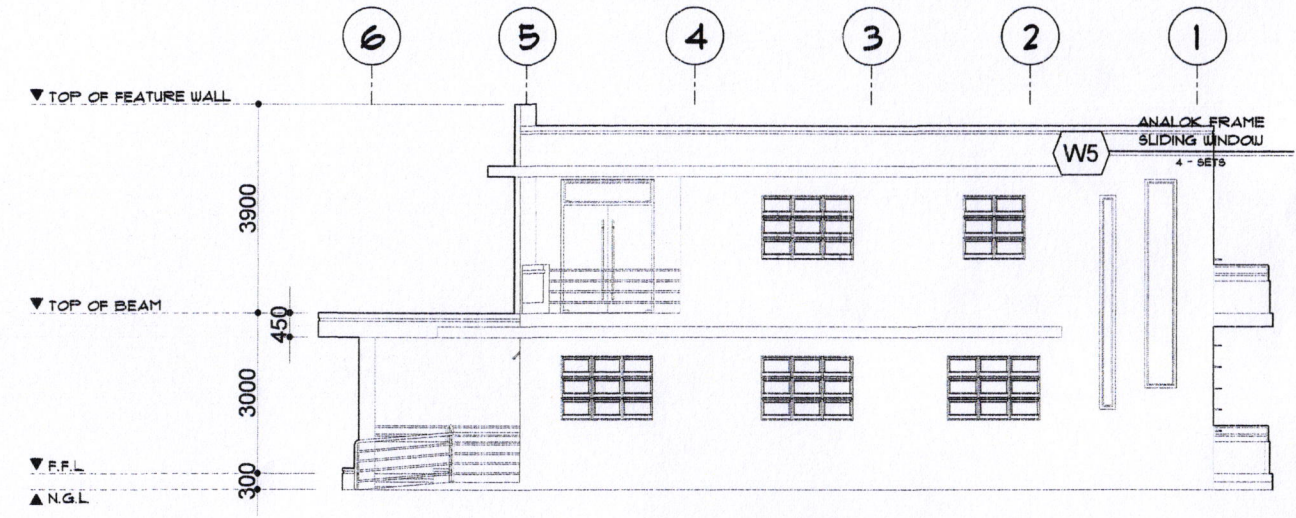 6 5 4 3 2 1
TOP OF FEATURE WALL
ANALOK FRAME
SLIDING WINDOW
4 - SETS
W5
3900
TOP OF BEAM
450
3000
F.F.L
300
N.G.L